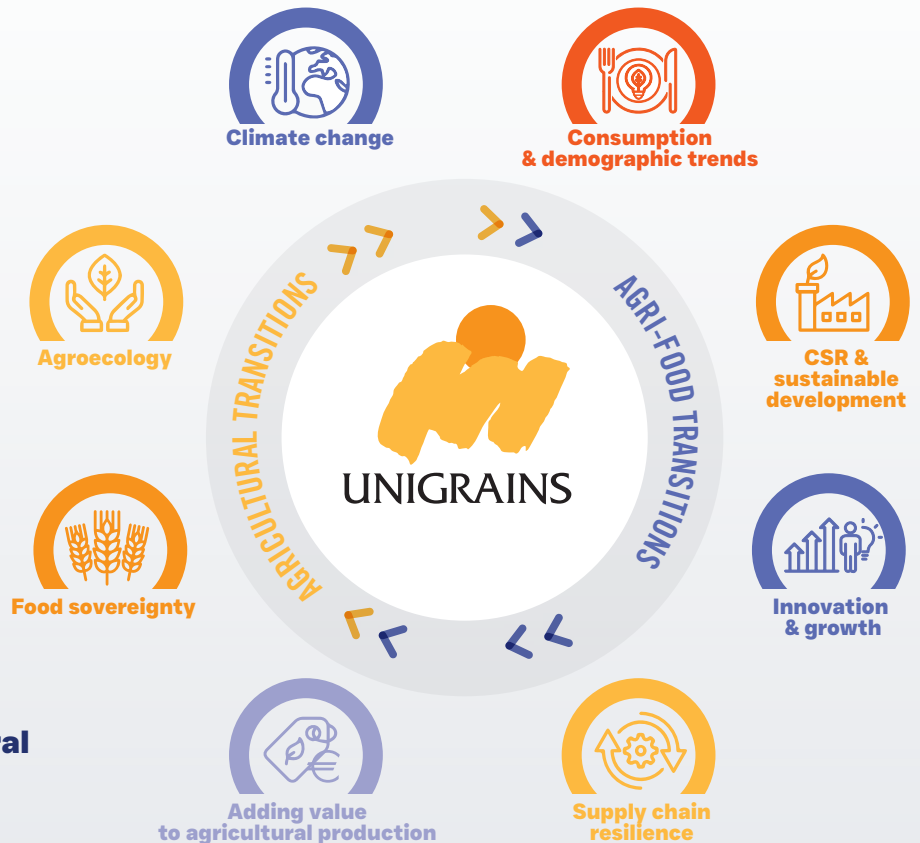 Climate change
Consumption
& demographic trends
Agroecology
CSR &
sustainable
development
AGRICULTURAL TRANSITIONS
AGRI-FOOD TRANSITIONS
UNIGRAINS
Food sovereignty
Innovation
& growth
Adding value
to agricultural production
Supply chain
resilience